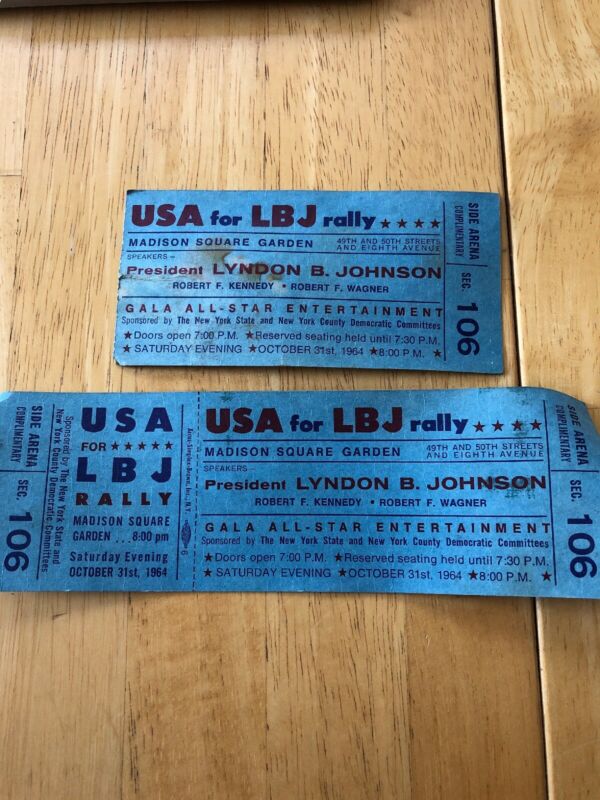 USA for LBJ rally ★ ★ ★ ★
MADISON SQUARE GARDEN
49TH AND 50TH STREETS
AND EIGHTH AVENUE
SPEAKERS –
President LYNDON B. JOHNSON
ROBERT F. KENNEDY • ROBERT F. WAGNER
GALA ALL-STAR ENTERTAINMENT
Sponsored by The New York State and New York County Democratic Committees
★Doors open 7:00 P.M. ★Reserved seating held until 7:30 P.M.
★ SATURDAY EVENING ★OCTOBER 31st, 1964 ★8:00 P.M. ★
SIDE ARENA
COMPLIMENTARY
SEC. 106
SIDE ARENA
COMPLIMENTARY
SEC. 106
Sponsored by The New York State and
New York County Democratic Committees
USA
FOR ★★★★★
LBJ
RALLY
MADISON SQUARE
GARDEN ...8:00 pm
Saturday Evening
OCTOBER 31st, 1964
USA for LBJ rally ★ ★ ★ ★
MADISON SQUARE GARDEN
49TH AND 50TH STREETS
AND EIGHTH AVENUE
SPEAKERS –
President LYNDON B. JOHNSON
ROBERT F. KENNEDY • ROBERT F. WAGNER
GALA ALL-STAR ENTERTAINMENT
Sponsored by The New York State and New York County Democratic Committees
★Doors open 7:00 P.M. ★Reserved seating held until 7:30 P.M.
★ SATURDAY EVENING ★OCTOBER 31st, 1964 ★8:00 P.M. ★
SIDE ARENA
COMPLIMENTARY
SEC. 106